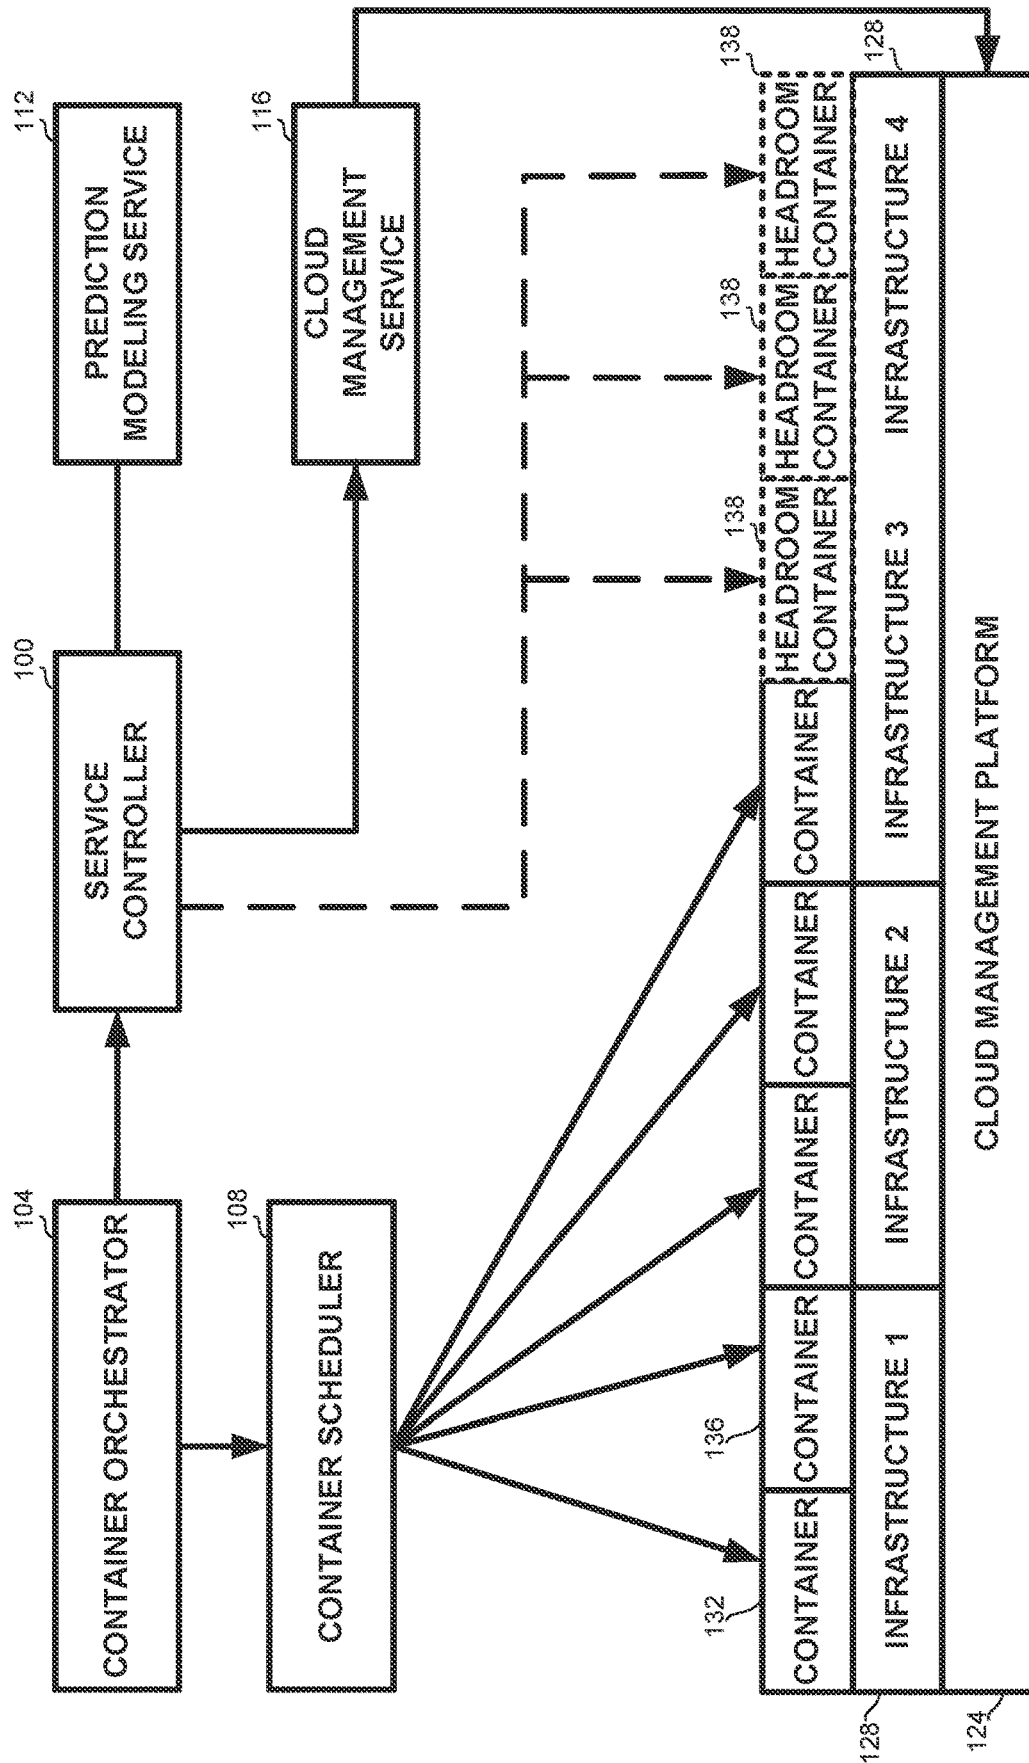 104
CONTAINER ORCHESTRATOR
100
SERVICE
CONTROLLER
112
PREDICTION
MODELING SERVICE
108
CONTAINER SCHEDULER
116
CLOUD
MANAGEMENT
SERVICE
132
136
138
138
138
CONTAINER
CONTAINER
CONTAINER
CONTAINER
CONTAINER
HEADROOM
CONTAINER
HEADROOM
CONTAINER
HEADROOM
CONTAINER
128
128
INFRASTRUCTURE 1
INFRASTRUCTURE 2
INFRASTRUCTURE 3
INFRASTRUCTURE 4
124
CLOUD MANAGEMENT PLATFORM